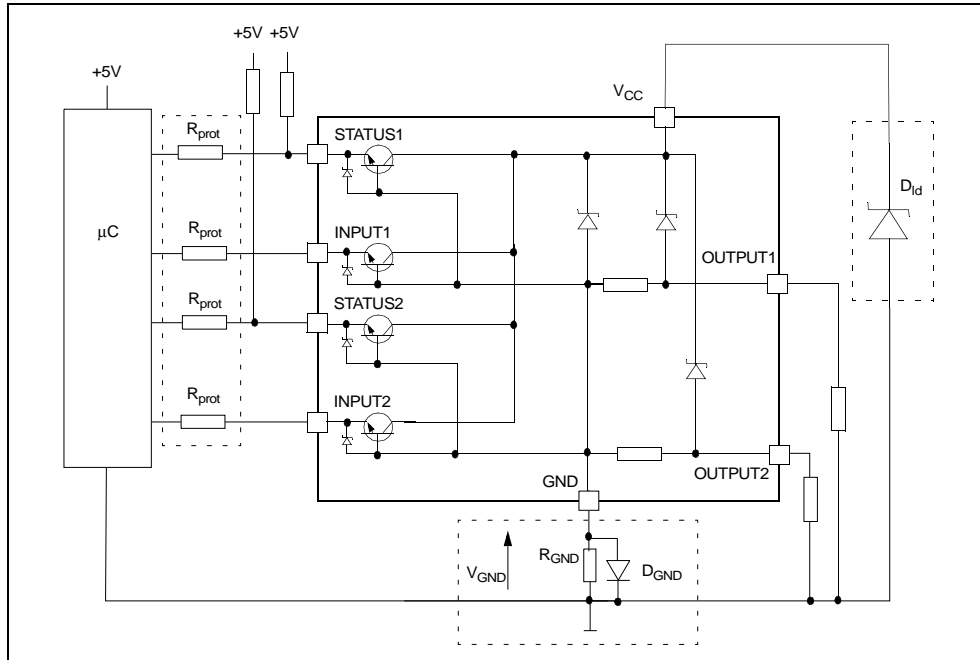 +5V +5V
+5V
VCC
Rprot
STATUS1
Dld
μC
Rprot
INPUT1
OUTPUT1
Rprot
STATUS2
Rprot
INPUT2
OUTPUT2
GND
RGND
VGND
DGND